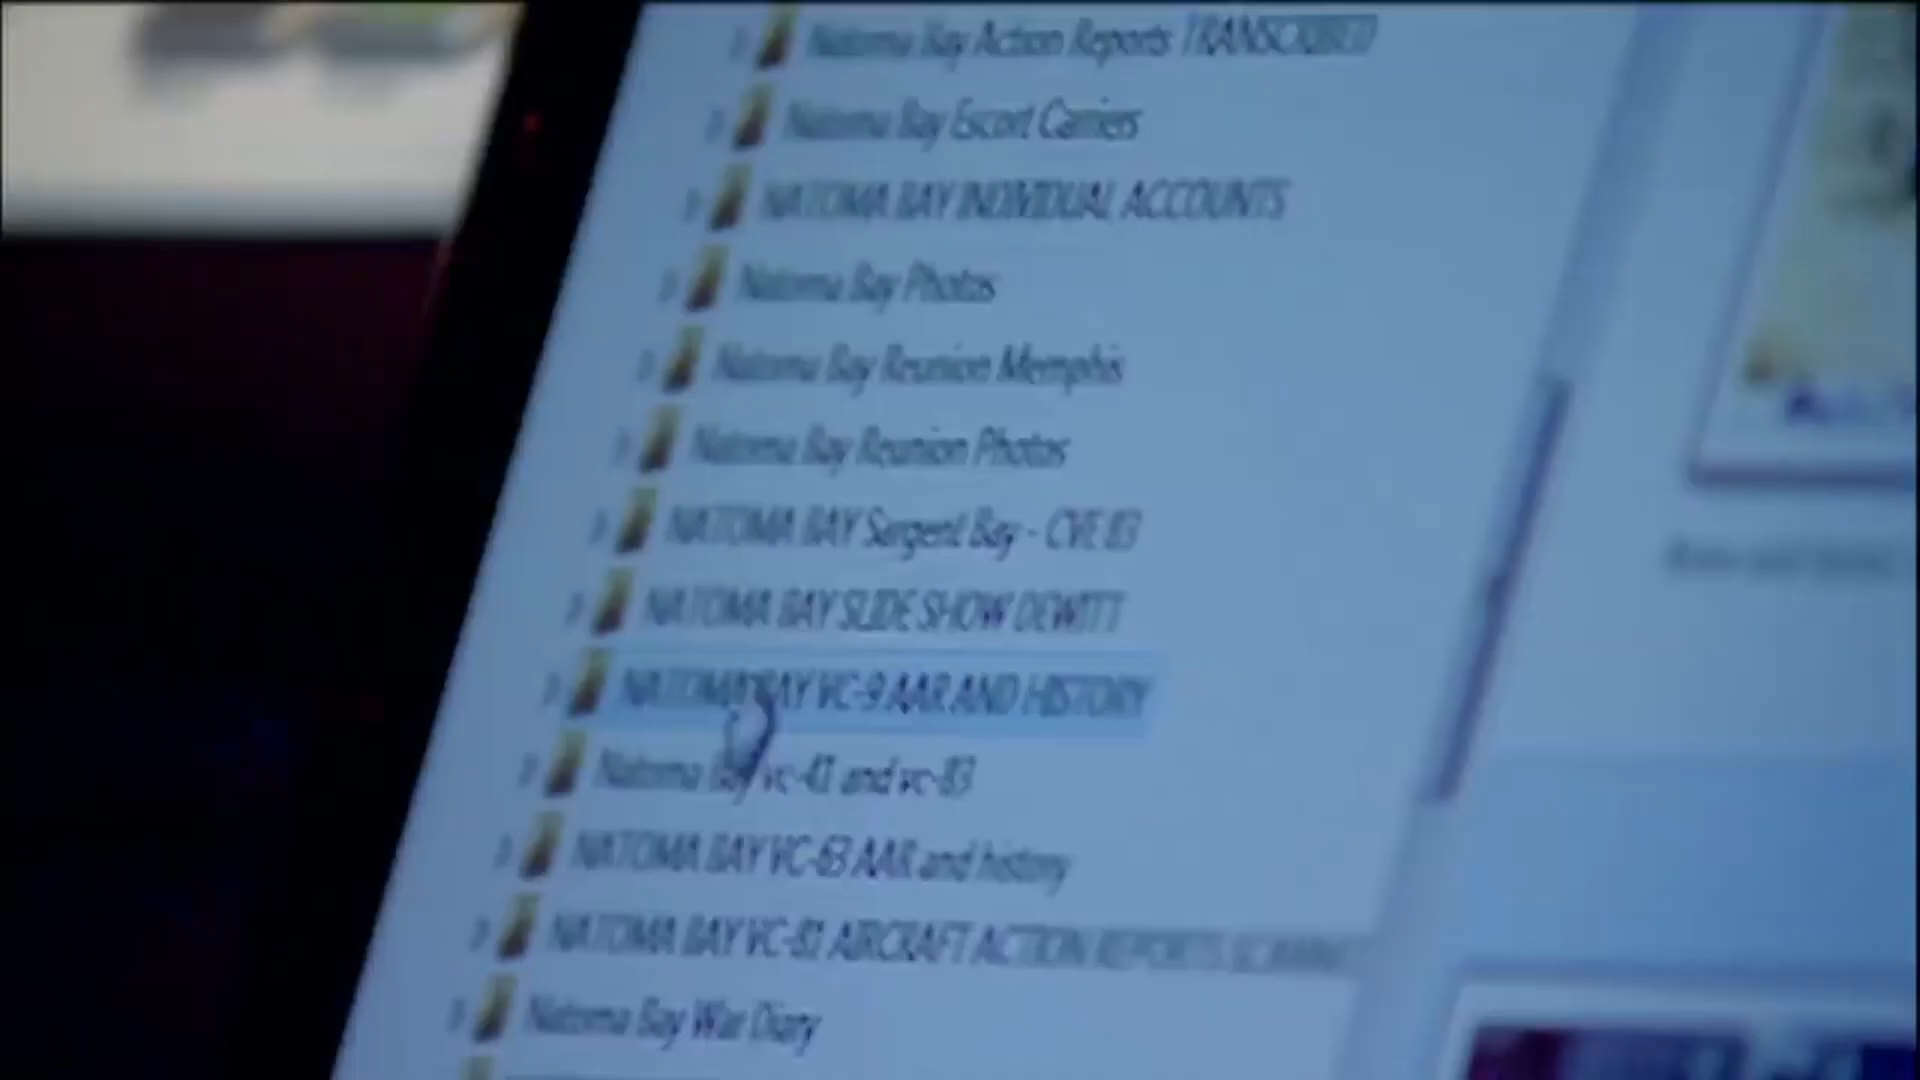 Natoma Bay Action Reports TRANSCRIBED
Natoma Bay Escort Carriers
NATOMA BAY INDIVIDUAL ACCOUNTS
Natoma Bay Photos
Natoma Bay Reunion Memphis
Natoma Bay Reunion Photos
NATOMA BAY Sargent Bay - CVE 83
NATOMA BAY SLIDE SHOW DEWITT
NATOMA BAY VC-9 AAR AND HISTORY
Natoma Bay vc-41 and vc-83
NATOMA BAY VC-63 AAR and history
NATOMA BAY VC-81 AIRCRAFT ACTION REPORTS
Natoma Bay War Diary